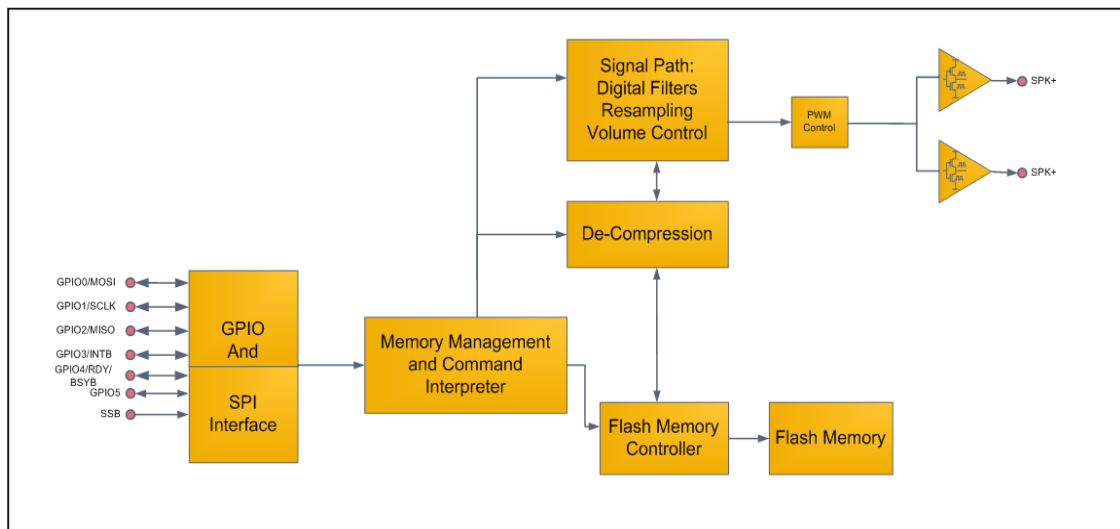 Signal Path:
Digital Filters
Resampling
Volume Control
PWM
Control
SPK+
SPK+
De-Compression
GPIO0/MOSI
GPIO1/SCLK
GPIO2/MISO
GPIO3/INTB
GPIO4/RDY/
BSYB
GPIO5
SSB
GPIO
And
SPI
Interface
Memory Management
and Command
Interpreter
Flash Memory
Controller
Flash Memory